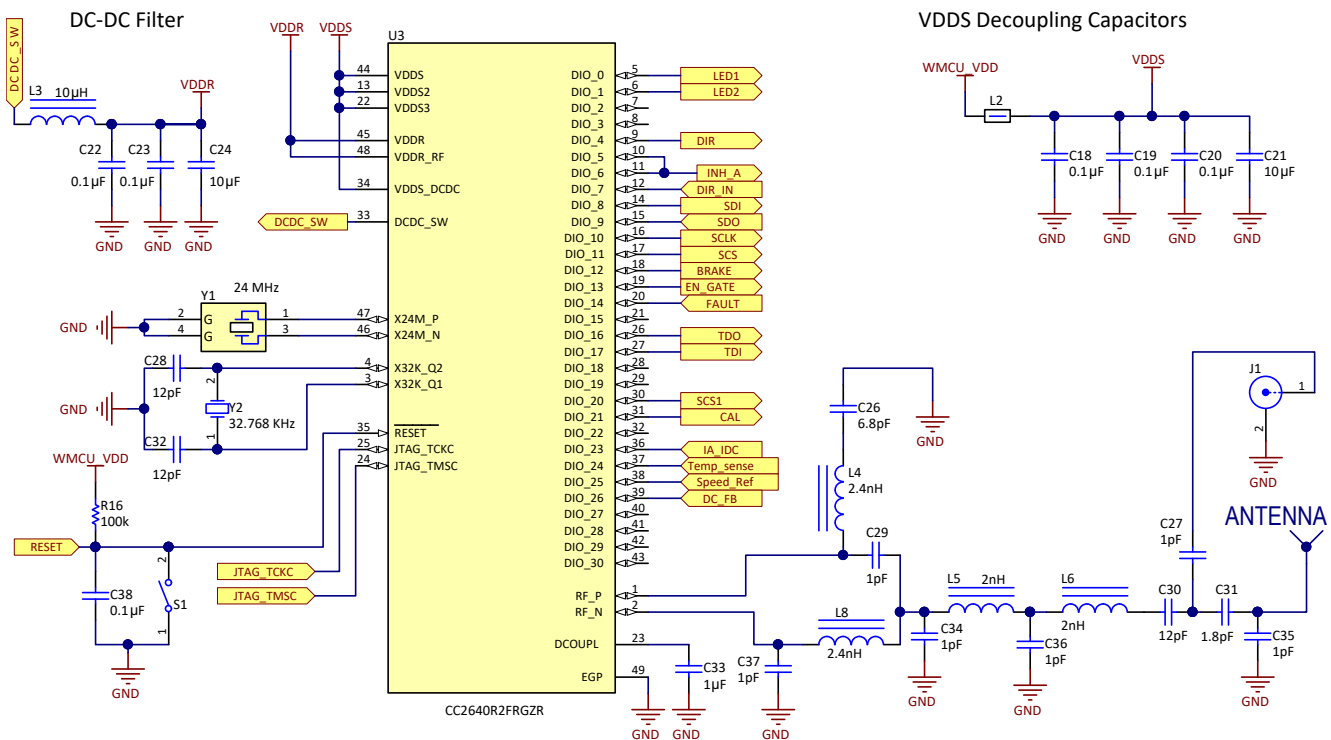 DC-DC Filter
VDDS Decoupling Capacitors
DCDC_SW
L3 10µH
VDDR
C22
0.1µF
C23
0.1µF
C24
10µF
GND
GND
GND
VDDR
VDDS
U3
44 VDDS
13 VDDS2
22 VDDS3
45 VDDR
48 VDDR_RF
34 VDDS_DCDC
DCDC_SW 33 DCDC_SW
47 X24M_P
46 X24M_N
4 X32K_Q2
3 X32K_Q1
35 RESET
25 JTAG_TCKC
24 JTAG_TMSC
DIO_0 5 LED1
DIO_1 6 LED2
DIO_2 7
DIO_3 8
DIO_4 9 DIR
DIO_5 10
DIO_6 11 INH_A
DIO_7 12 DIR_IN
DIO_8 14 SDI
DIO_9 15 SDO
DIO_10 16 SCLK
DIO_11 17 SCS
DIO_12 18 BRAKE
DIO_13 19 EN_GATE
DIO_14 20 FAULT
DIO_15 21
DIO_16 26 TDO
DIO_17 27 TDI
DIO_18 28
DIO_19 29
DIO_20 30 SCS1
DIO_21 31 CAL
DIO_22 32
DIO_23 36 IA_IDC
DIO_24 37 Temp_sense
DIO_25 38 Speed_Ref
DIO_26 39 DC_FB
DIO_27 40
DIO_28 41
DIO_29 42
DIO_30 43
RF_P 1
RF_N 2
DCOUPL 23
EGP 49
CC2640R2FRGZR
WMCU_VDD
L2
VDDS
C18
0.1µF
C19
0.1µF
C20
0.1µF
C21
10µF
GND
GND
GND
GND
Y1
24 MHz
GND
2 G 1
4 G 3
C28
12pF
GND
2
Y2
32.768 KHz
1
C32
12pF
WMCU_VDD
R16
100k
RESET
C38
0.1µF
2
S1
1
GND
JTAG_TCKC
JTAG_TMSC
C33
1µF
GND
GND
C37
1pF
GND
L8
2.4nH
C26
6.8pF
GND
L4
2.4nH
C29
1pF
C34
1pF
GND
L5 2nH
C36
1pF
GND
L6
2nH
C30
12pF
C27
1pF
C31
1.8pF
C35
1pF
GND
J1
1
2
GND
ANTENNA